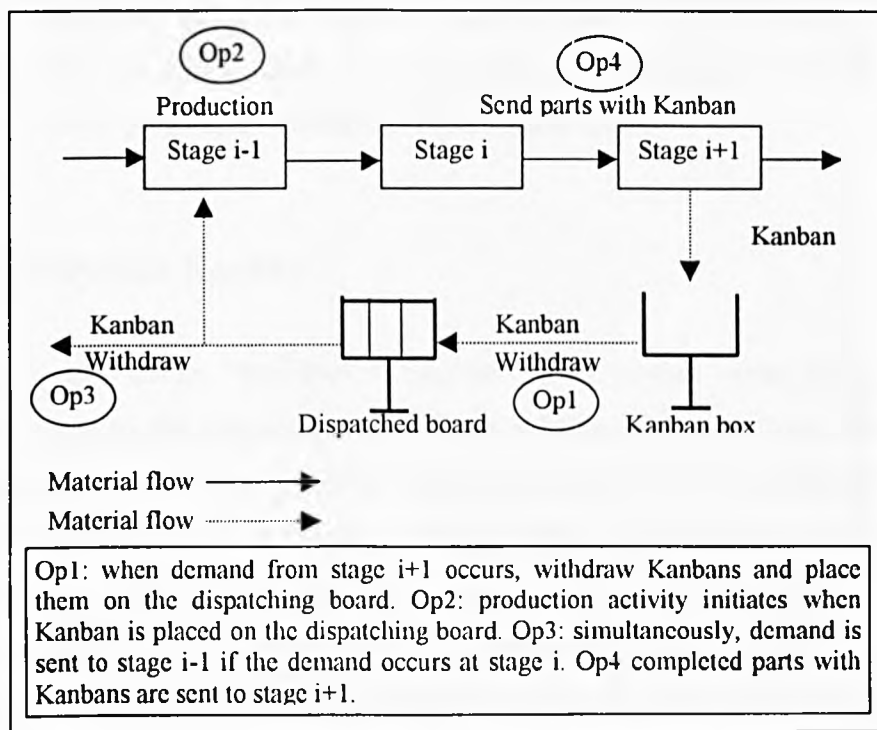 Op2
Op4
Production
Send parts with Kanban
Stage i-1
Stage i
Stage i+1
Kanban
Kanban
Withdraw
Kanban
Withdraw
Op3
Op1
Dispatched board
Kanban box
Material flow
Material flow
Op1: when demand from stage i+1 occurs, withdraw Kanbans and place
them on the dispatching board. Op2: production activity initiates when
Kanban is placed on the dispatching board. Op3: simultaneously, demand is
sent to stage i-1 if the demand occurs at stage i. Op4 completed parts with
Kanbans are sent to stage i+1.